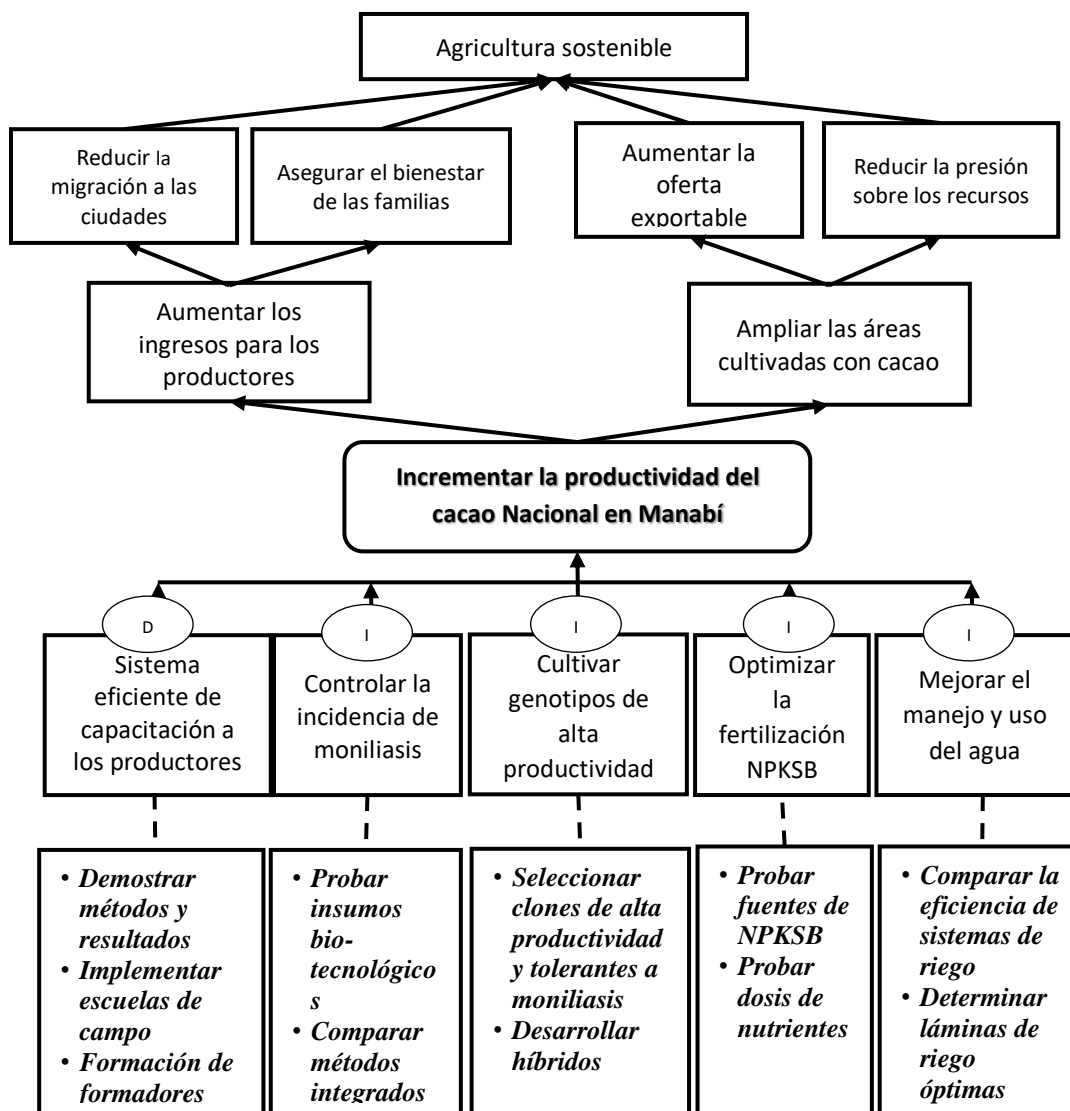 Agricultura sostenible
Reducir la
migración a las
ciudades
Asegurar el bienestar
de las familias
Aumentar la
oferta
exportable
Reducir la presión
sobre los recursos
Aumentar los
ingresos para los
productores
Ampliar las áreas
cultivadas con cacao
Incrementar la productividad del
cacao Nacional en Manabí
D
I
I
I
I
Sistema
eficiente de
capacitación a
los productores
Controlar la
incidencia de
moniliasis
Cultivar
genotipos de
alta
productividad
Optimizar
la
fertilización
NPKSB
Mejorar el
manejo y uso
del agua
• Demostrar
métodos y
resultados
• Implementar
escuelas de
campo
• Formación de
formadores
• Probar
insumos
bio-
tecnológico
s
• Comparar
métodos
integrados
• Seleccionar
clones de alta
productividad
y tolerantes a
moniliasis
• Desarrollar
híbridos
• Probar
fuentes de
NPKSB
• Probar
dosis de
nutrientes
• Comparar la
eficiencia de
sistemas de
riego
• Determinar
láminas de
riego
óptimas